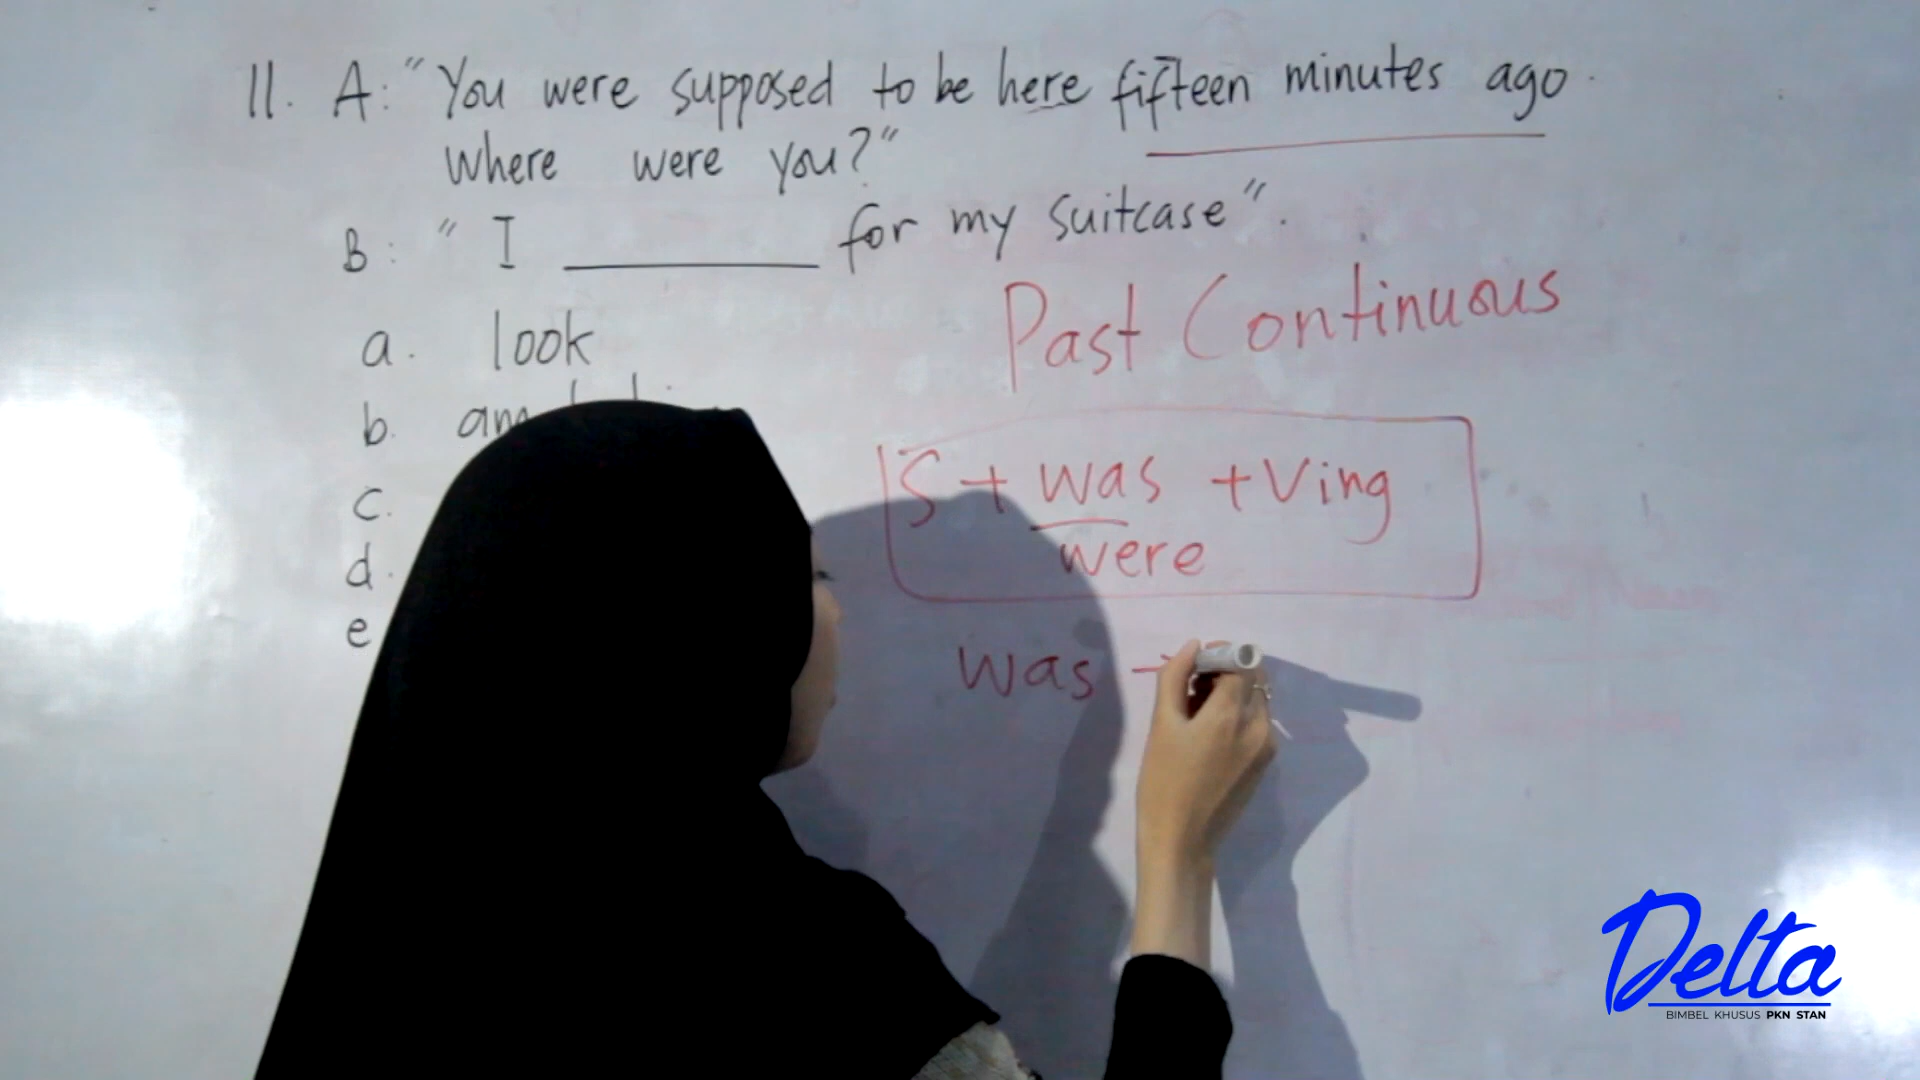 11. A: "You were supposed to be here fifteen minutes ago.
Where were you?"
B: "I ________ for my suitcase".
Past Continuous
a. look
b. am
c.
d.
e
S + was + Ving
were
was +
Delta
BIMBEL KHUSUS PKN STAN